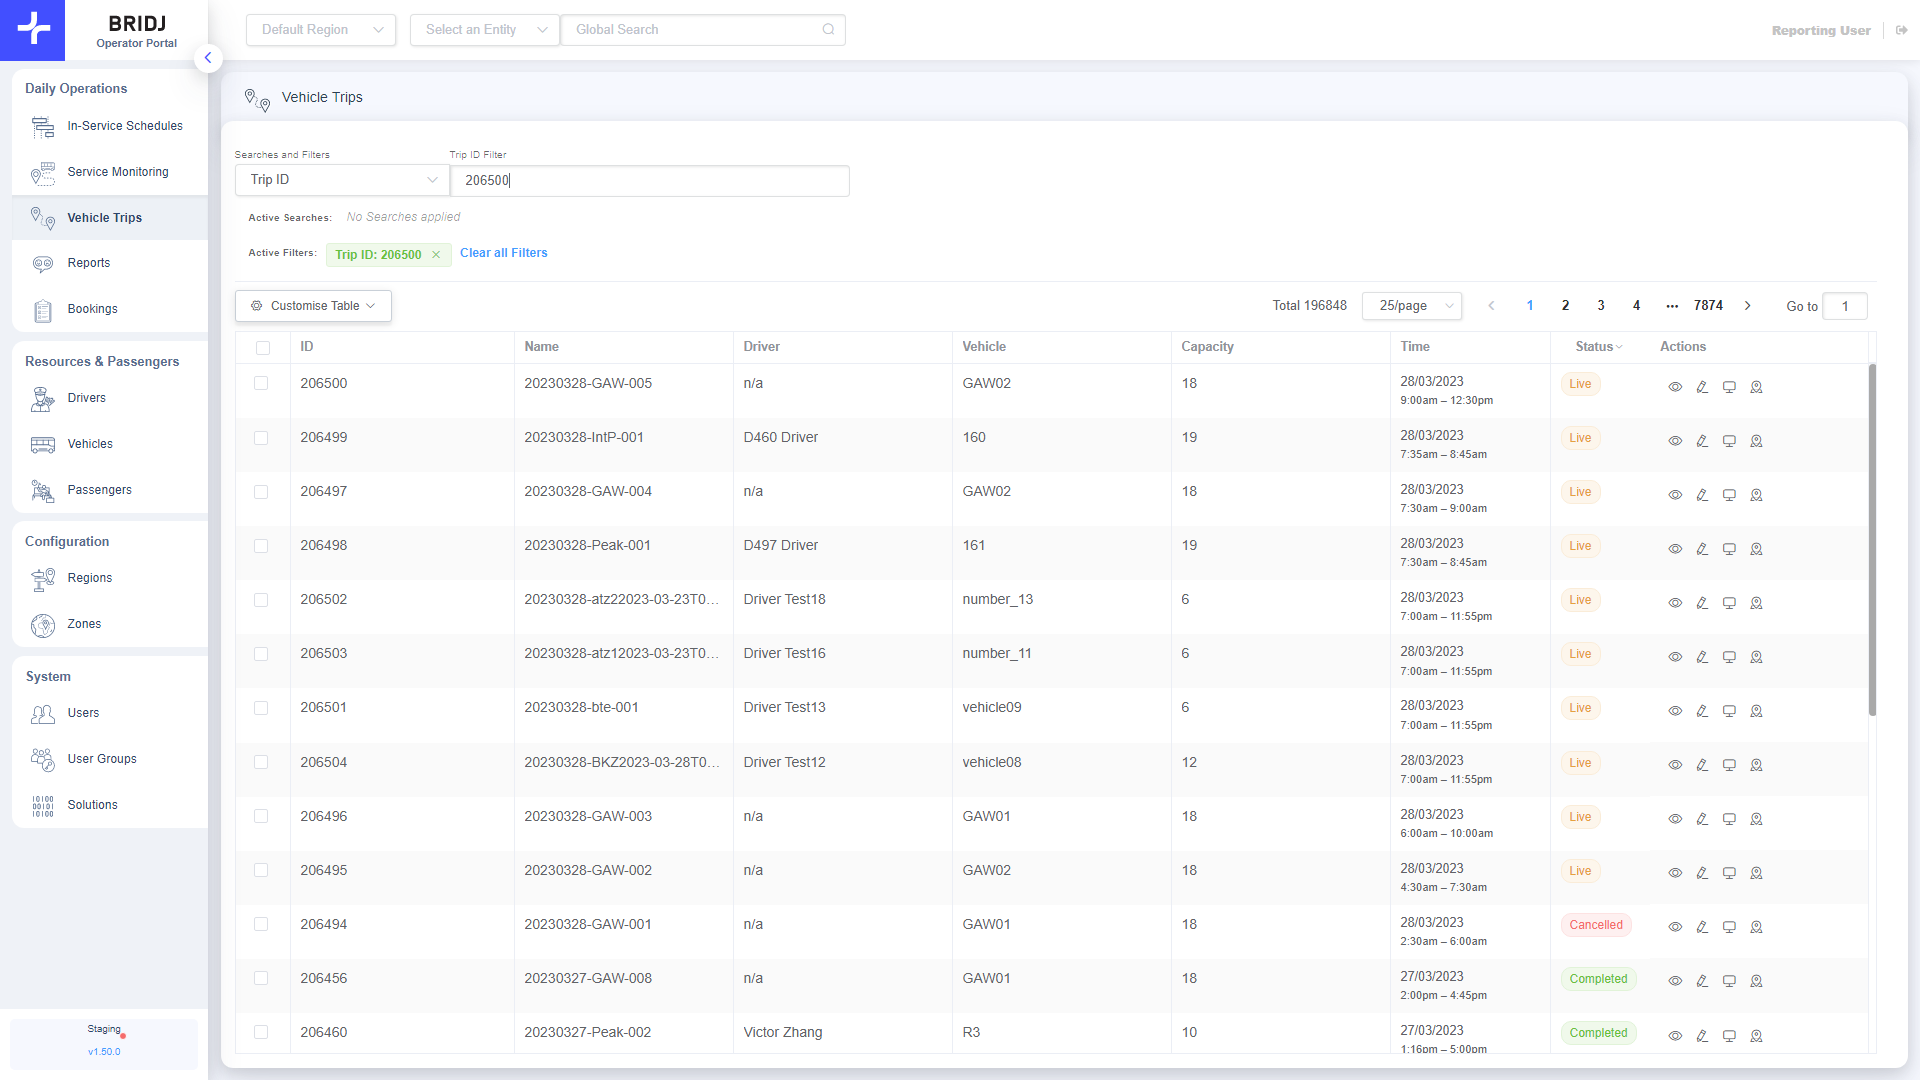 BRIDJ
Operator Portal
Default Region
Select an Entity
Global Search
Reporting User
Daily Operations
In-Service Schedules
Service Monitoring
Vehicle Trips
Reports
Bookings
Resources & Passengers
Drivers
Vehicles
Passengers
Configuration
Regions
Zones
System
Users
User Groups
Solutions
Staging
v1.50.0
Vehicle Trips
Searches and Filters
Trip ID Filter
Trip ID
206500
Active Searches: No Searches applied
Active Filters: Trip ID: 206500 Clear all Filters
Customise Table
Total 196848 25/page 1 2 3 4 ••• 7874 Go to 1
ID Name Driver Vehicle Capacity Time Status Actions
206500 20230328-GAW-005 n/a GAW02 18 28/03/2023 Live
9:00am – 12:30pm
206499 20230328-IntP-001 D460 Driver 160 19 28/03/2023 Live
7:35am – 8:45am
206497 20230328-GAW-004 n/a GAW02 18 28/03/2023 Live
7:30am – 9:00am
206498 20230328-Peak-001 D497 Driver 161 19 28/03/2023 Live
7:30am – 8:45am
206502 20230328-atz22023-03-23T0... Driver Test18 number_13 6 28/03/2023 Live
7:00am – 11:55pm
206503 20230328-atz12023-03-23T0... Driver Test16 number_11 6 28/03/2023 Live
7:00am – 11:55pm
206501 20230328-bte-001 Driver Test13 vehicle09 6 28/03/2023 Live
7:00am – 11:55pm
206504 20230328-BKZ2023-03-28T0... Driver Test12 vehicle08 12 28/03/2023 Live
7:00am – 11:55pm
206496 20230328-GAW-003 n/a GAW01 18 28/03/2023 Live
6:00am – 10:00am
206495 20230328-GAW-002 n/a GAW02 18 28/03/2023 Live
4:30am – 7:30am
206494 20230328-GAW-001 n/a GAW01 18 28/03/2023 Cancelled
2:30am – 6:00am
206456 20230327-GAW-008 n/a GAW01 18 27/03/2023 Completed
2:00pm – 4:45pm
206460 20230327-Peak-002 Victor Zhang R3 10 27/03/2023 Completed
1:16pm – 5:00pm